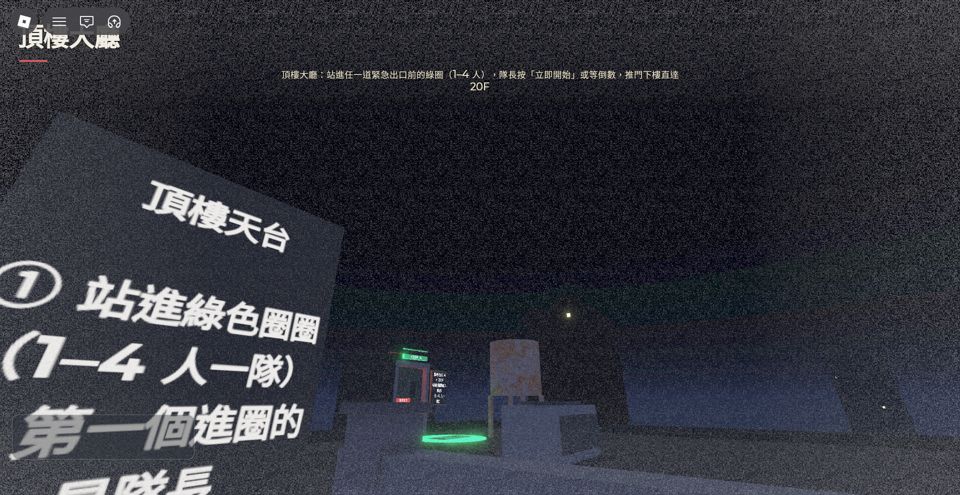 頂樓大廳
頂樓大廳：站進任一道緊急出口前的綠圈（1–4 人），隊長按「立即開始」或等倒數，推門下樓直達
20F
頂樓天台
① 站進綠色圈圈
（1–4 人一隊）
第一個進圈的
是隊長